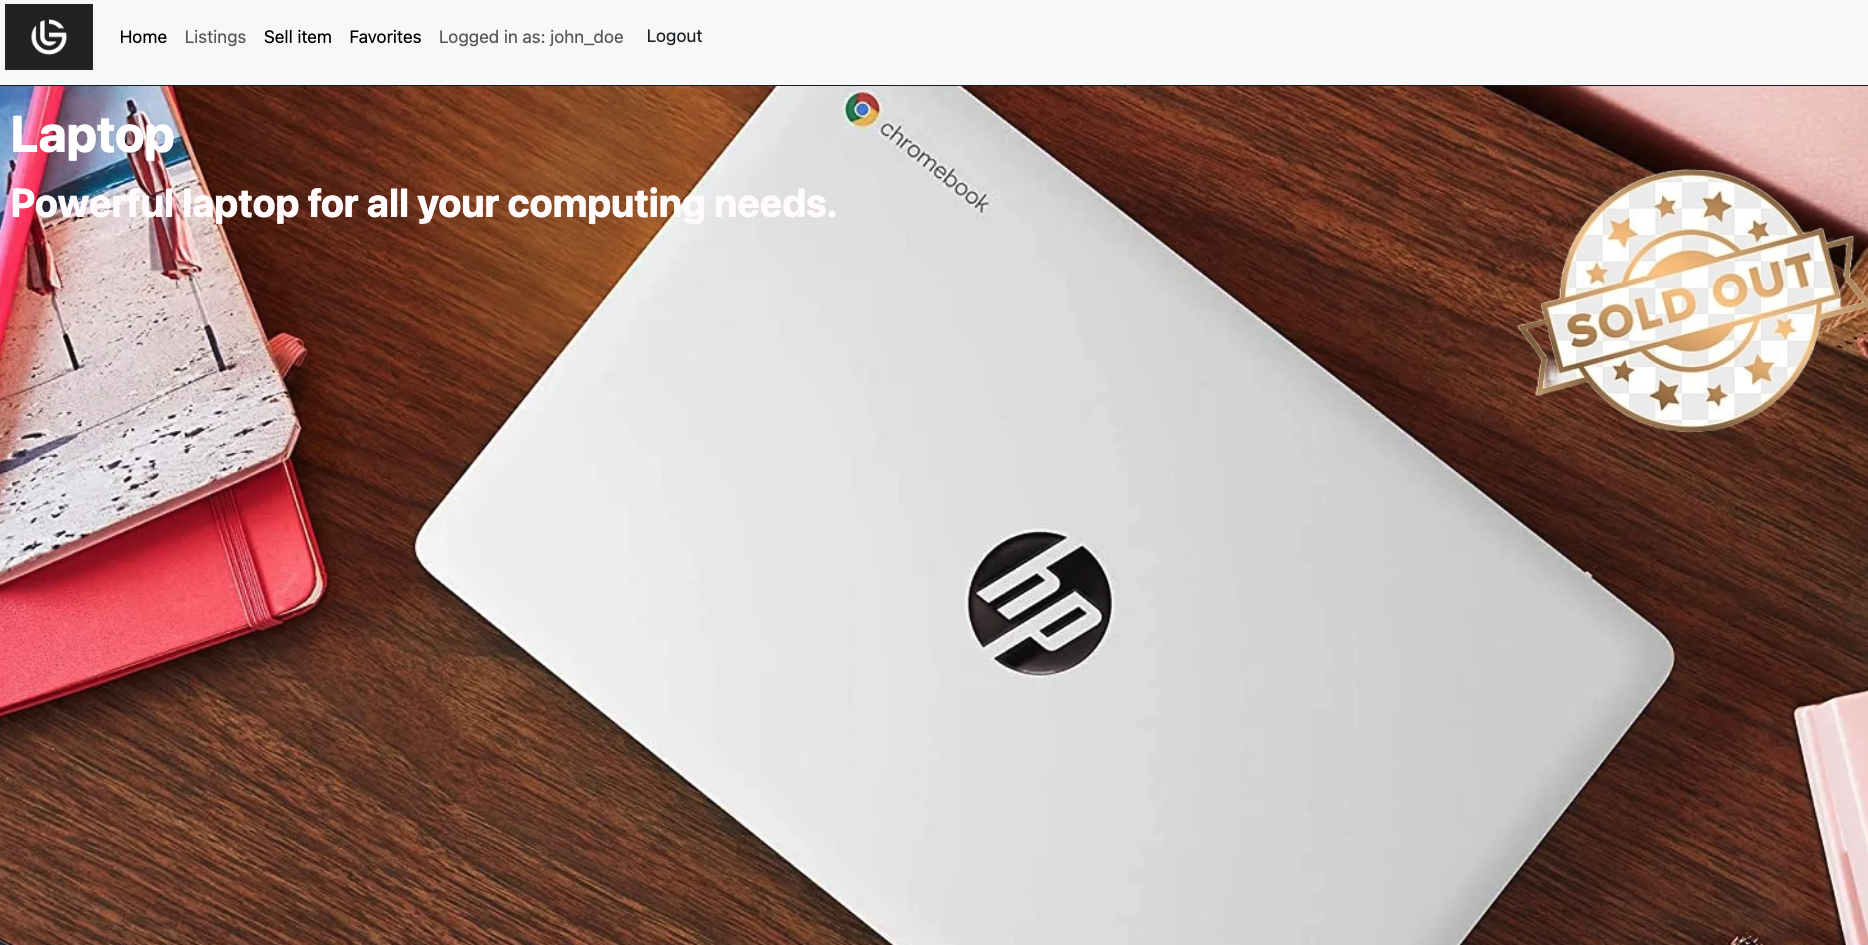 Home Listings Sell item Favorites Logged in as: john_doe Logout
Laptop
Powerful laptop for all your computing needs.
chromebook
SOLD OUT
hp